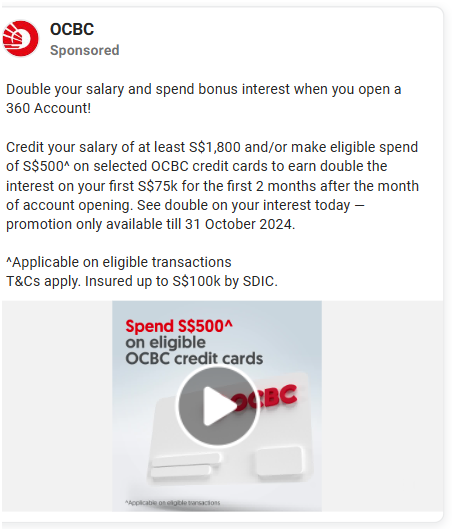 OCBC
Sponsored
Double your salary and spend bonus interest when you open a
360 Account!
Credit your salary of at least S$1,800 and/or make eligible spend
of S$500^ on selected OCBC credit cards to earn double the
interest on your first S$75k for the first 2 months after the month
of account opening. See double on your interest today —
promotion only available till 31 October 2024.
^Applicable on eligible transactions
T&Cs apply. Insured up to S$100k by SDIC.
Spend S$500^
on eligible
OCBC credit cards
OCBC
^Applicable on eligible transactions